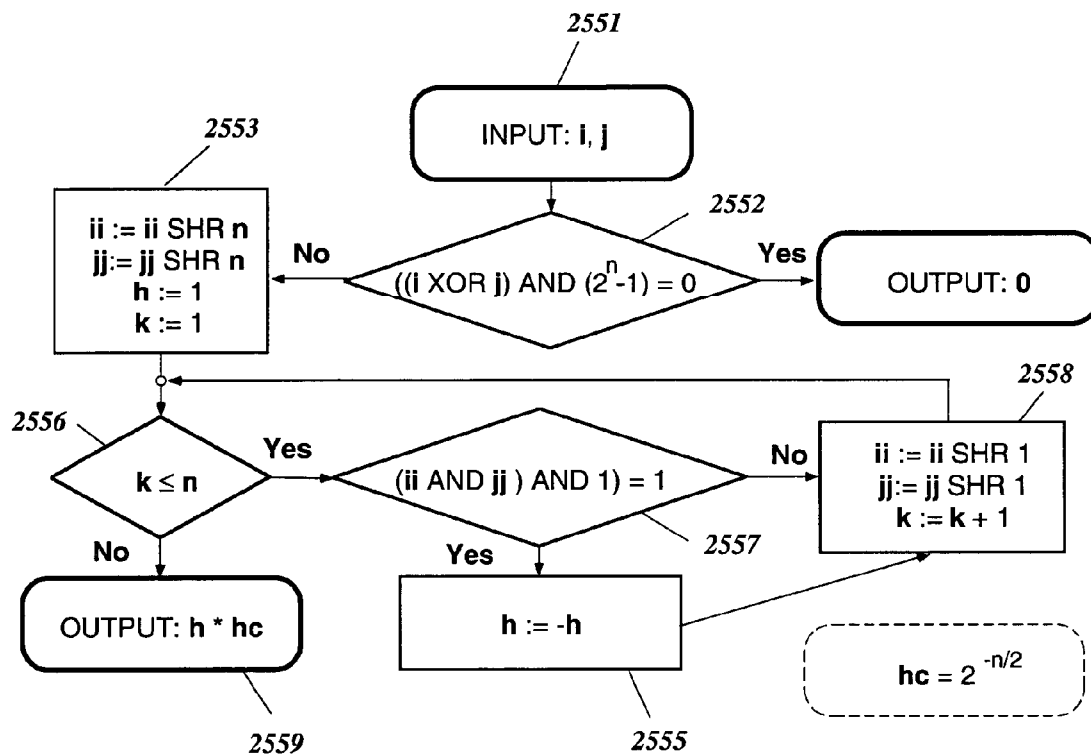 2551
INPUT: i, j
2553
ii := ii SHR n
jj:= jj SHR n
h := 1
k := 1
No
2552
((i XOR j) AND (2^n-1) = 0
Yes
OUTPUT: 0
2556
k ≤ n
Yes
(ii AND jj ) AND 1) = 1
2557
No
2558
ii := ii SHR 1
jj:= jj SHR 1
k := k + 1
No
OUTPUT: h * hc
2559
Yes
h := -h
2555
hc = 2^-n/2